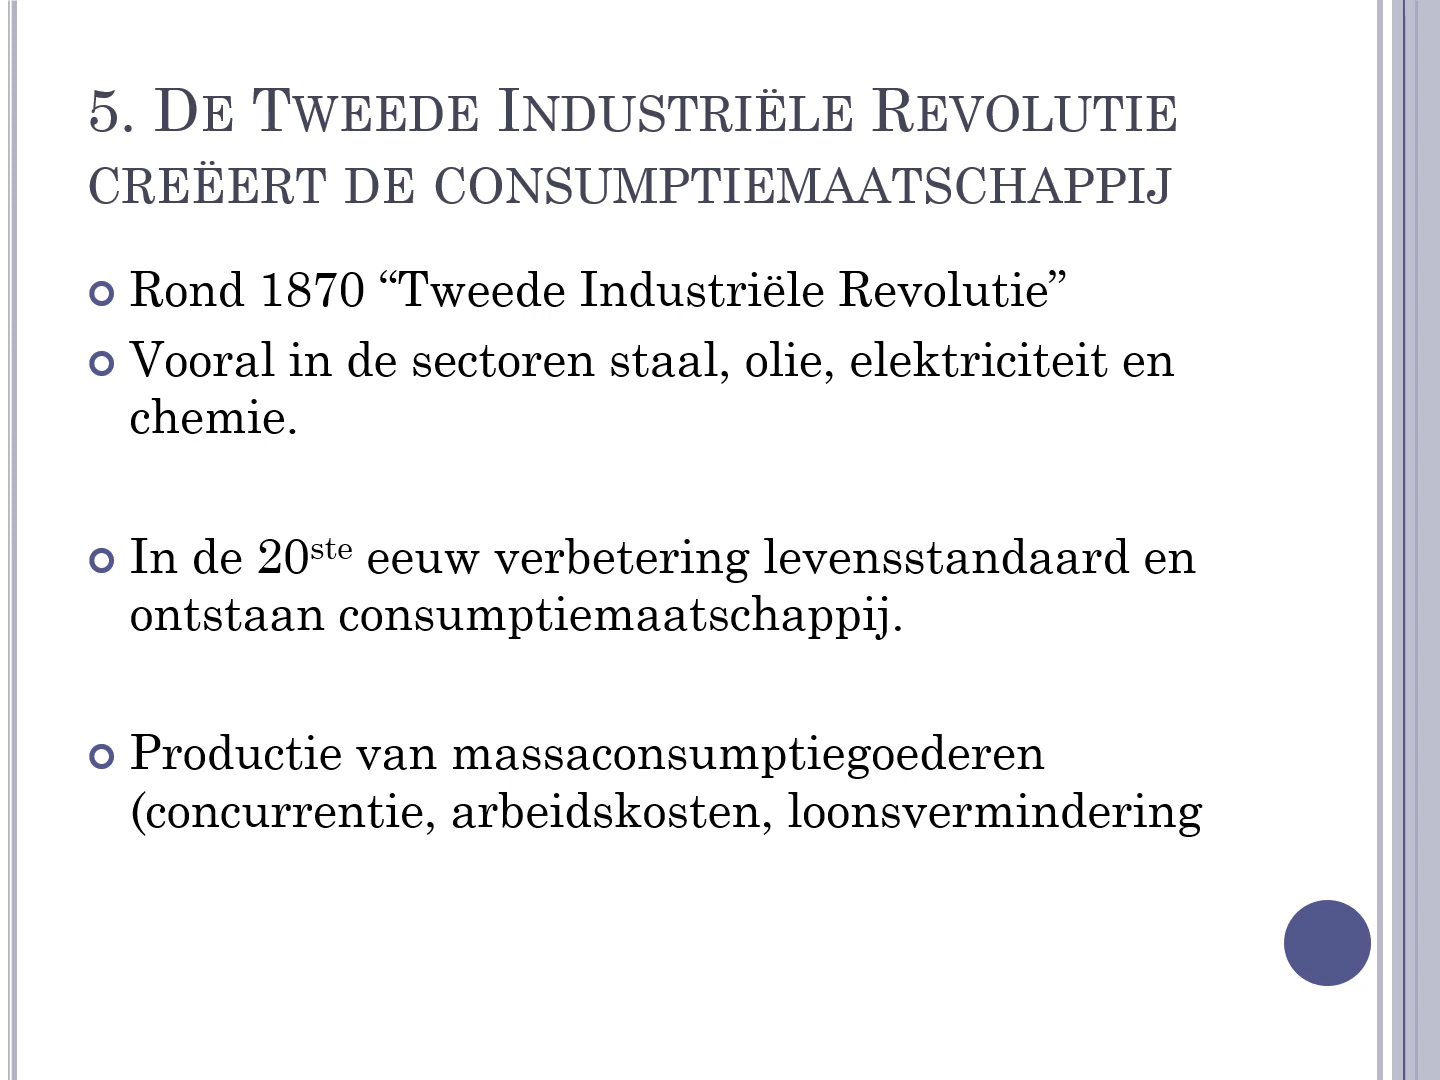 5. De Tweede Industriële Revolutie
creëert de consumptiemaatschappij
Rond 1870 “Tweede Industriële Revolutie”
Vooral in de sectoren staal, olie, elektriciteit en
chemie.
In de 20ste eeuw verbetering levensstandaard en
ontstaan consumptiemaatschappij.
Productie van massaconsumptiegoederen
(concurrentie, arbeidskosten, loonsvermindering